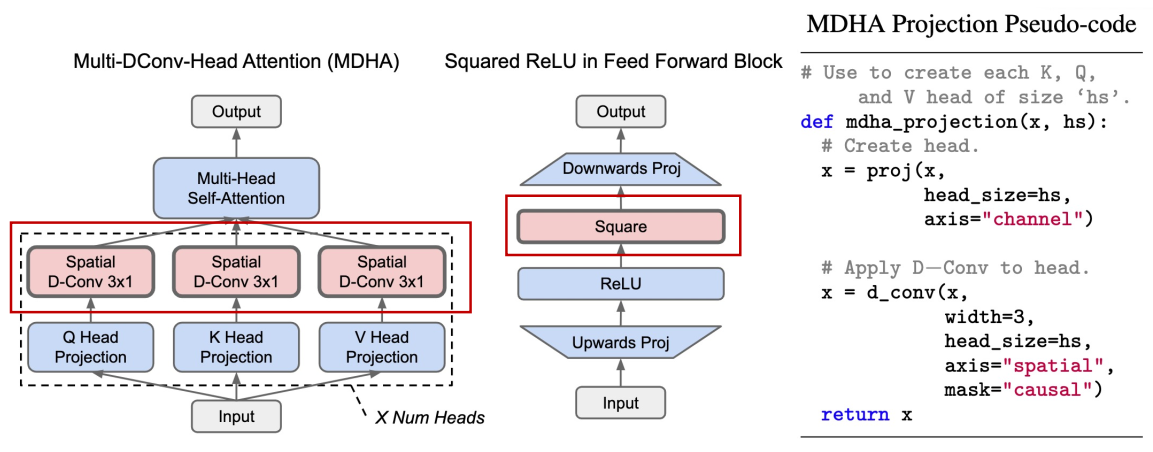 Multi-DConv-Head Attention (MDHA)
Output
Multi-Head
Self-Attention
Spatial
D-Conv 3x1
Spatial
D-Conv 3x1
Spatial
D-Conv 3x1
Q Head
Projection
K Head
Projection
V Head
Projection
Input
X Num Heads
Squared ReLU in Feed Forward Block
Output
Downwards Proj
Square
ReLU
Upwards Proj
Input
MDHA Projection Pseudo-code
# Use to create each K, Q,
and V head of size ‘hs’.
def mdha_projection(x, hs):
# Create head.
x = proj(x,
head_size=hs,
axis="channel")
# Apply D—Conv to head.
x = d_conv(x,
width=3,
head_size=hs,
axis="spatial",
mask="causal")
return x